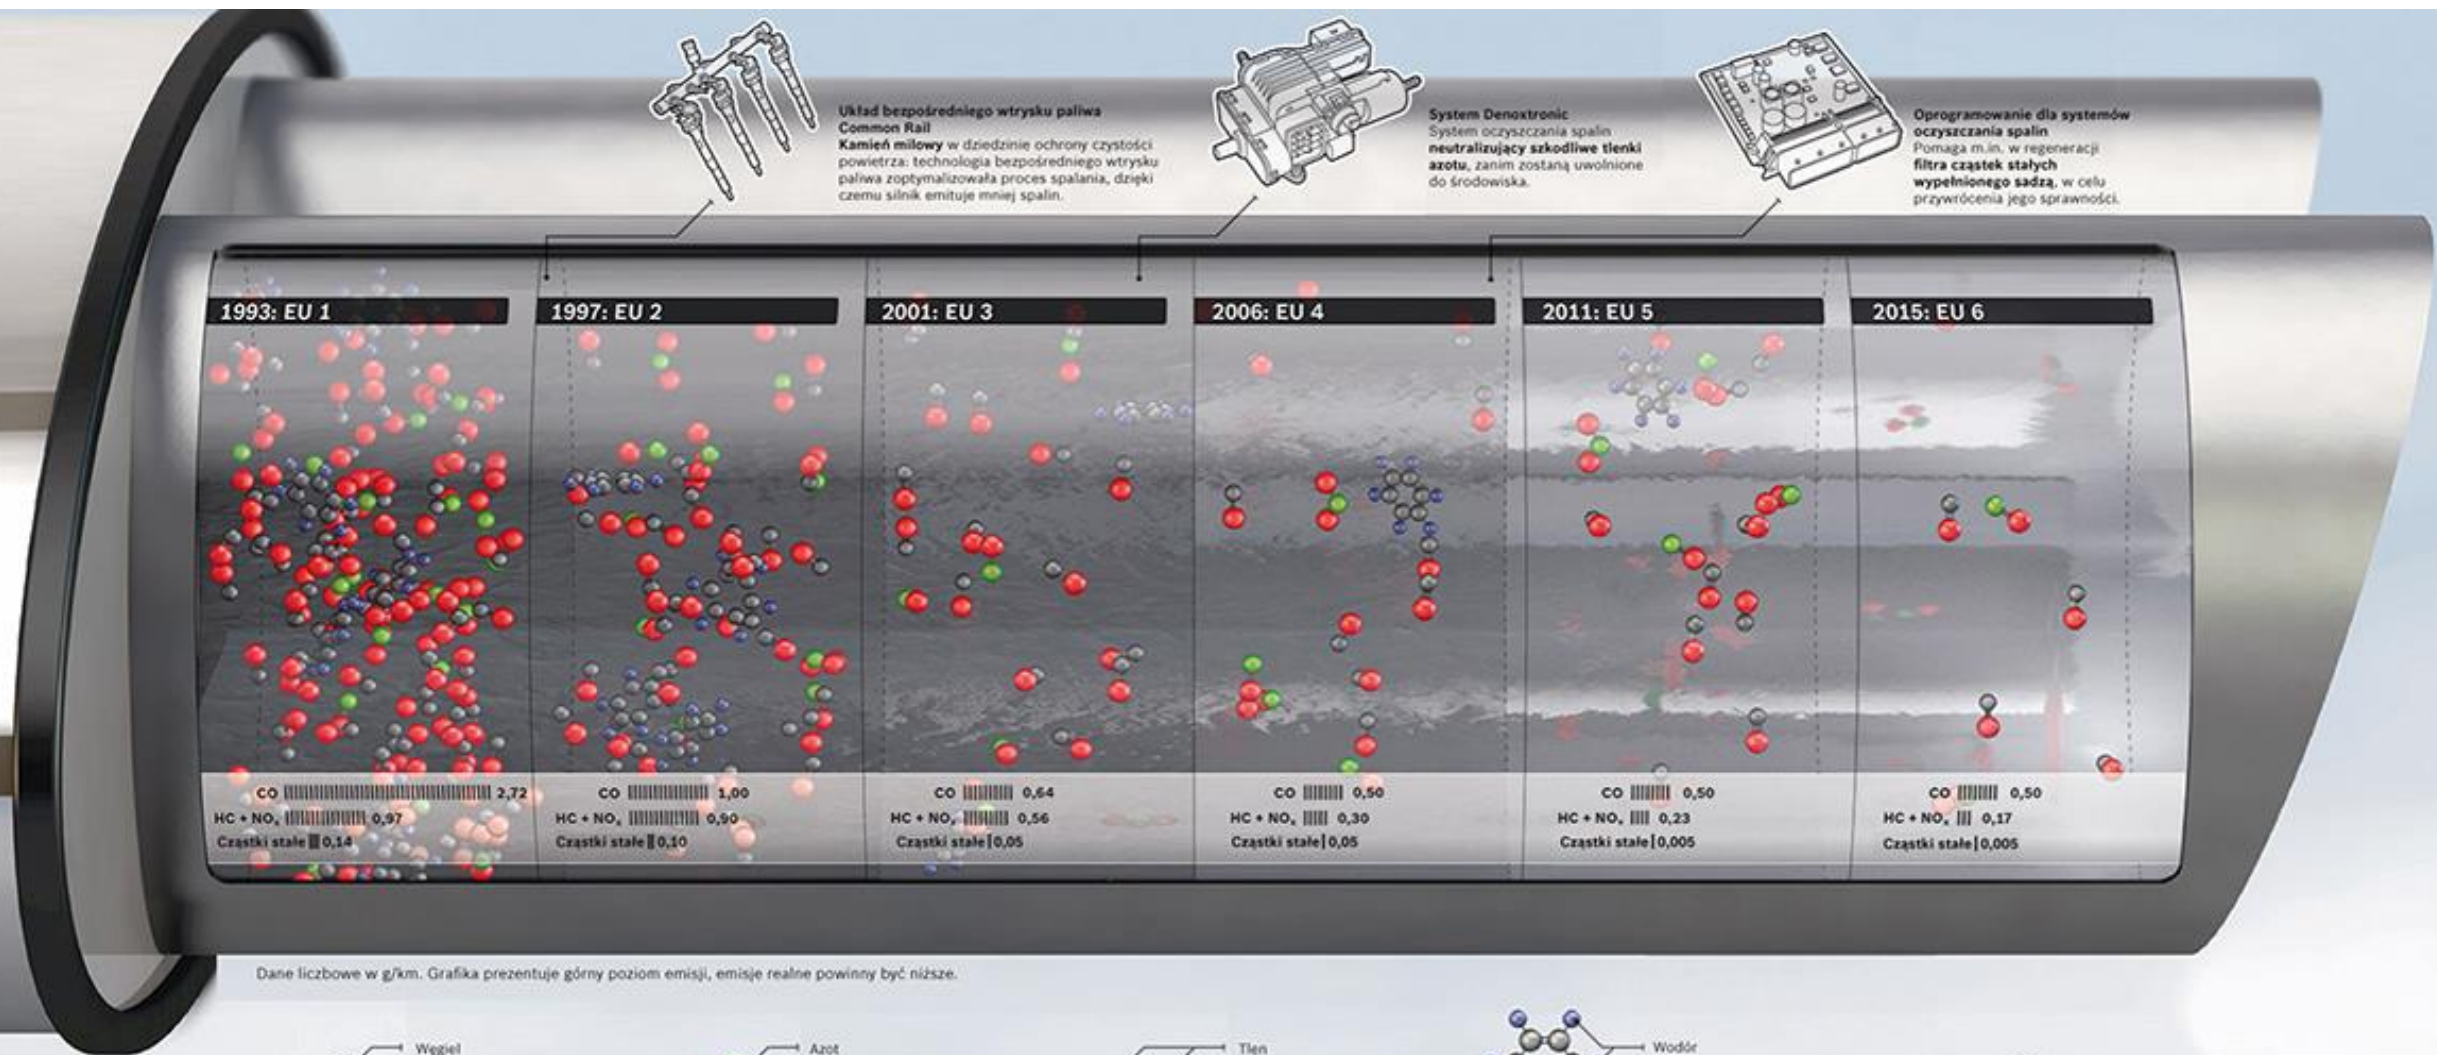 Układ bezpośredniego wtrysku paliwa
Common Rail
Kamień milowy w dziedzinie ochrony czystości
powietrza: technologia bezpośredniego wtrysku
paliwa zoptymalizowała proces spalania, dzięki
czemu silnik emituje mniej spalin.
System Denoxtronic
System oczyszczania spalin
neutralizujący szkodliwe tlenki
azotu, zanim zostaną uwolnione
do środowiska.
Oprogramowanie dla systemów
oczyszczania spalin
Pomaga m.in. w regeneracji
filtra cząstek stałych
wypełnionego sadzą, w celu
przywrócenia jego sprawności.
1993: EU 1
CO 2,72
HC + NOx 0,97
Cząstki stałe 0,14
1997: EU 2
CO 1,00
HC + NOx 0,90
Cząstki stałe 0,10
2001: EU 3
CO 0,64
HC + NOx 0,56
Cząstki stałe 0,05
2006: EU 4
CO 0,50
HC + NOx 0,30
Cząstki stałe 0,05
2011: EU 5
CO 0,50
HC + NOx 0,23
Cząstki stałe 0,005
2015: EU 6
CO 0,50
HC + NOx 0,17
Cząstki stałe 0,005
Dane liczbowe w g/km. Grafika prezentuje górny poziom emisji, emisje realne powinny być niższe.
Węgiel
Azot
Tlen
Wodór